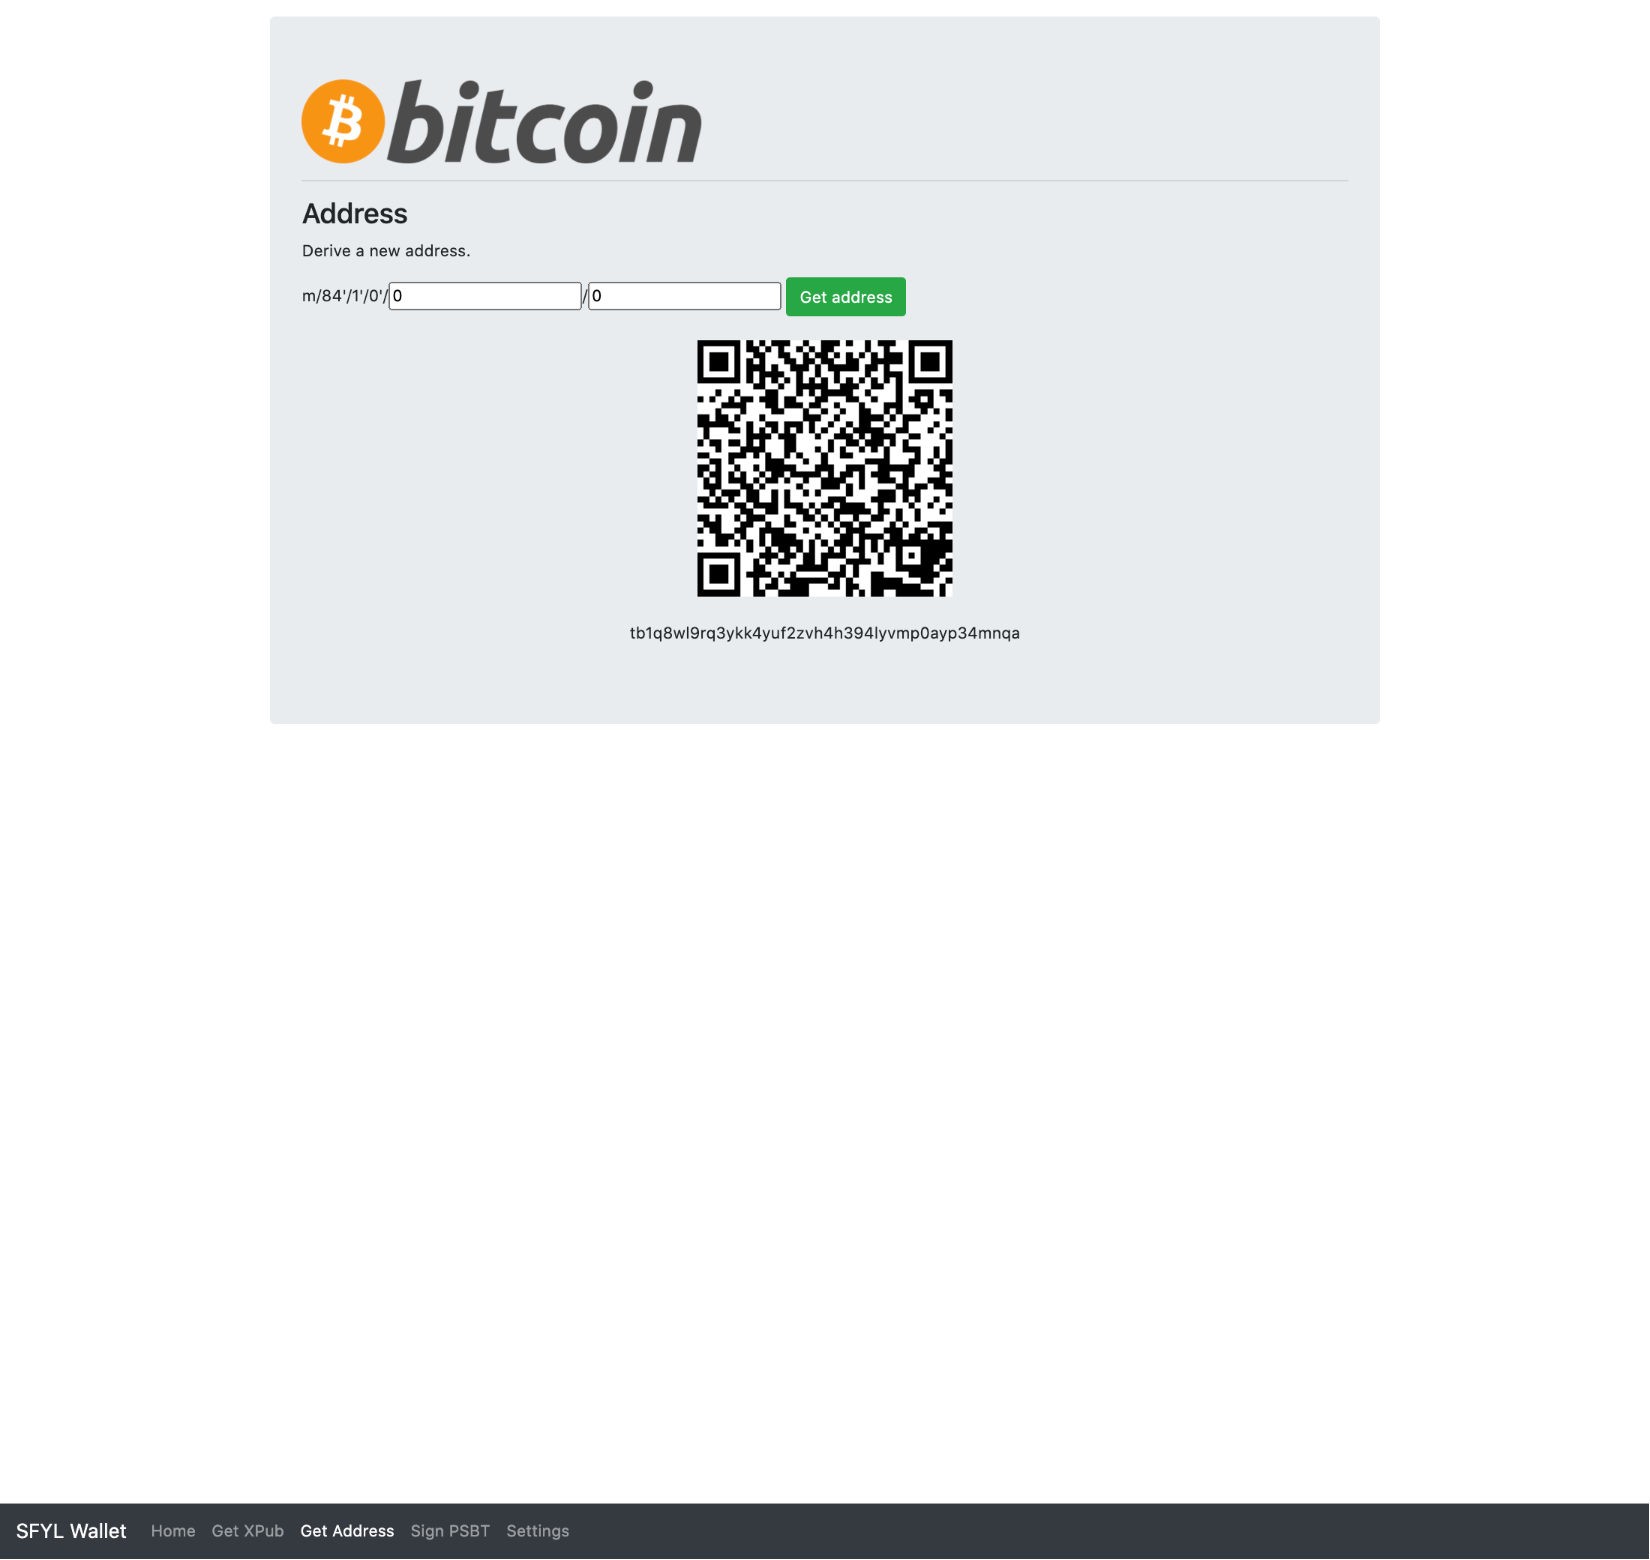 bitcoin
Address
Derive a new address.
m/84'/1'/0'/0/0 Get address
tb1q8wl9rq3ykk4yuf2zvh4h394lyvmp0ayp34mnqa
SFYL Wallet Home Get XPub Get Address Sign PSBT Settings